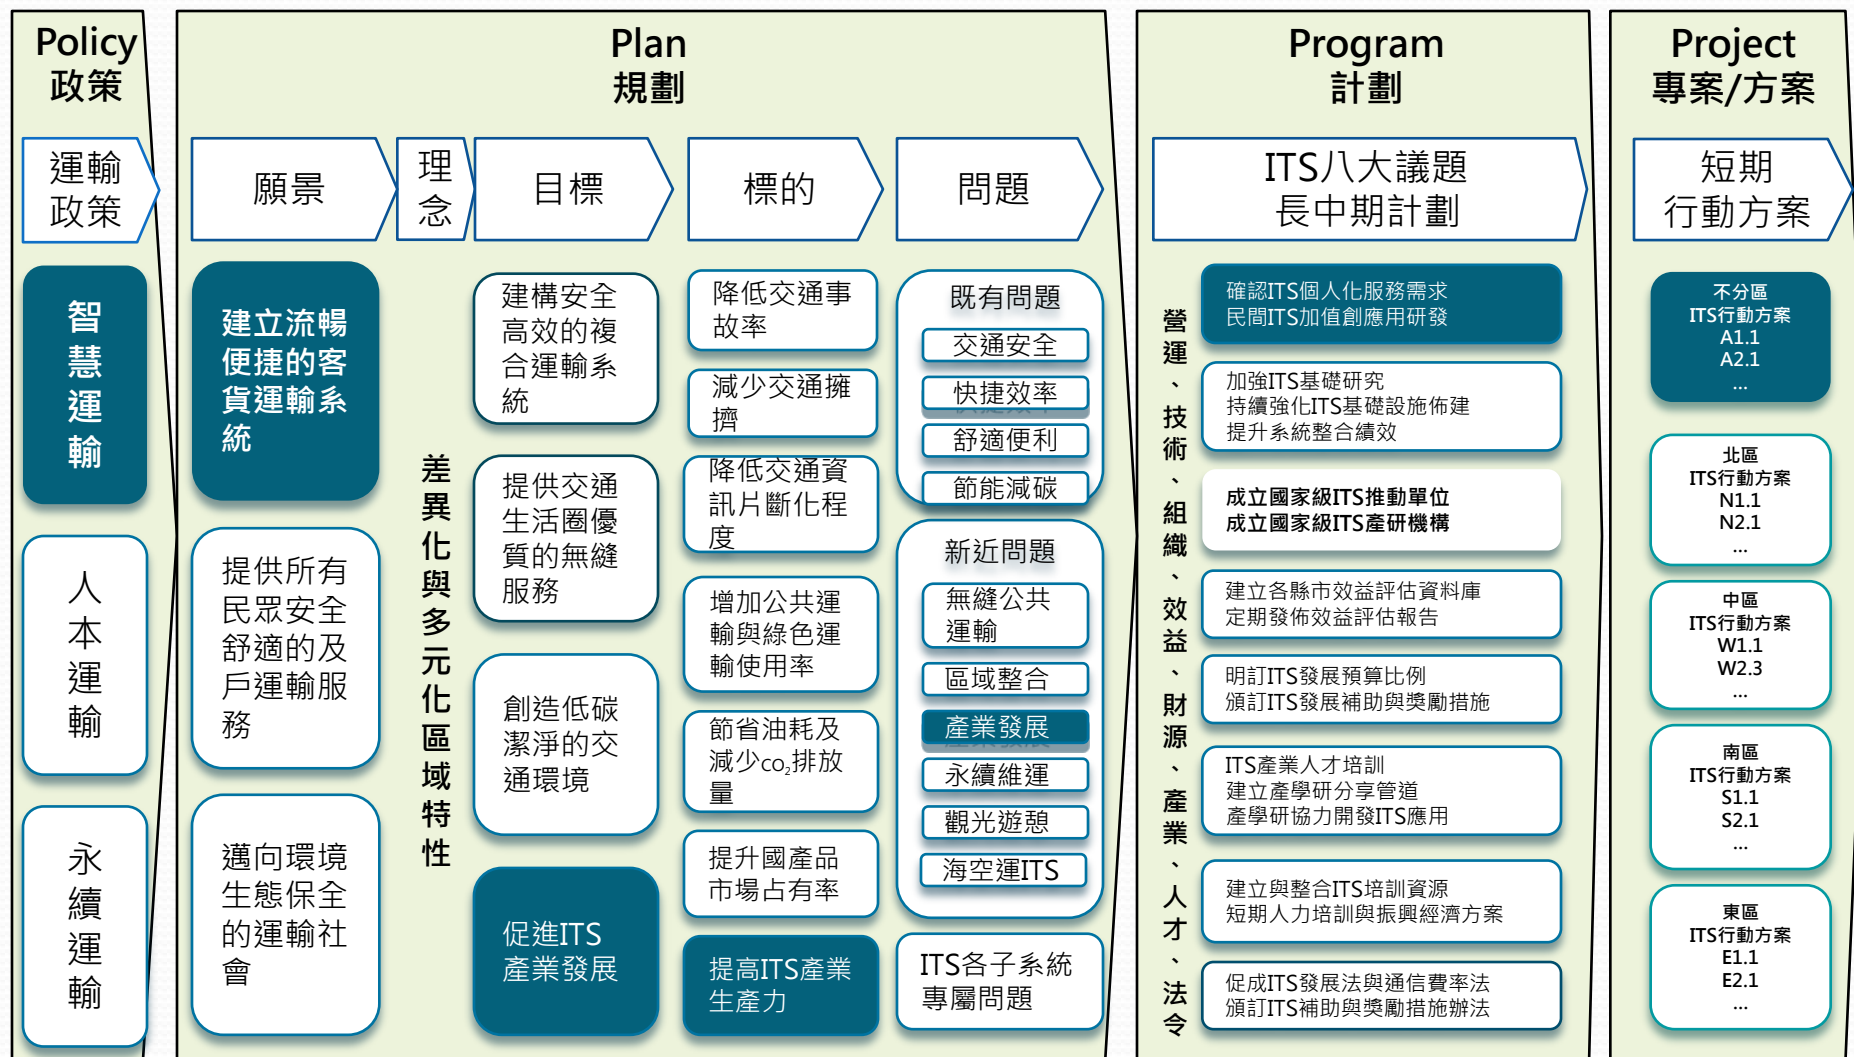 Policy
政策
運輸
政策
智
慧
運
輸
人
本
運
輸
永
續
運
輸
Plan
規劃
願景
建立流暢
便捷的客
貨運輸系
統
提供所有
民眾安全
舒適的及
戶運輸服
務
邁向環境
生態保全
的運輸社
會
理
念
差
異
化
與
多
元
化
區
域
特
性
目標
建構安全
高效的複
合運輸系
統
提供交通
生活圈優
質的無縫
服務
創造低碳
潔淨的交
通環境
促進ITS
產業發展
標的
降低交通事
故率
減少交通擁
擠
降低交通資
訊片斷化程
度
增加公共運
輸與綠色運
輸使用率
節省油耗及
減少co₂排放
量
提升國產品
市場占有率
提高ITS產業
生產力
問題
既有問題
交通安全
快捷效率
舒適便利
節能減碳
新近問題
無縫公共
運輸
區域整合
產業發展
永續維運
觀光遊憩
海空運ITS
ITS各子系統
專屬問題
Program
計劃
ITS八大議題
長中期計劃
營
運
、
技
術
、
組
織
、
效
益
、
財
源
、
產
業
、
人
才
、
法
令
確認ITS個人化服務需求
民間ITS加值創應用研發
加強ITS基礎研究
持續強化ITS基礎設施佈建
提升系統整合績效
成立國家級ITS推動單位
成立國家級ITS產研機構
建立各縣市效益評估資料庫
定期發佈效益評估報告
明訂ITS發展預算比例
頒訂ITS發展補助與獎勵措施
ITS產業人才培訓
建立產學研分享管道
產學研協力開發ITS應用
建立與整合ITS培訓資源
短期人力培訓與振興經濟方案
促成ITS發展法與通信費率法
頒訂ITS補助與獎勵措施辦法
Project
專案/方案
短期
行動方案
不分區
ITS行動方案
A1.1
A2.1
...
北區
ITS行動方案
N1.1
N2.1
...
中區
ITS行動方案
W1.1
W2.3
...
南區
ITS行動方案
S1.1
S2.1
...
東區
ITS行動方案
E1.1
E2.1
...